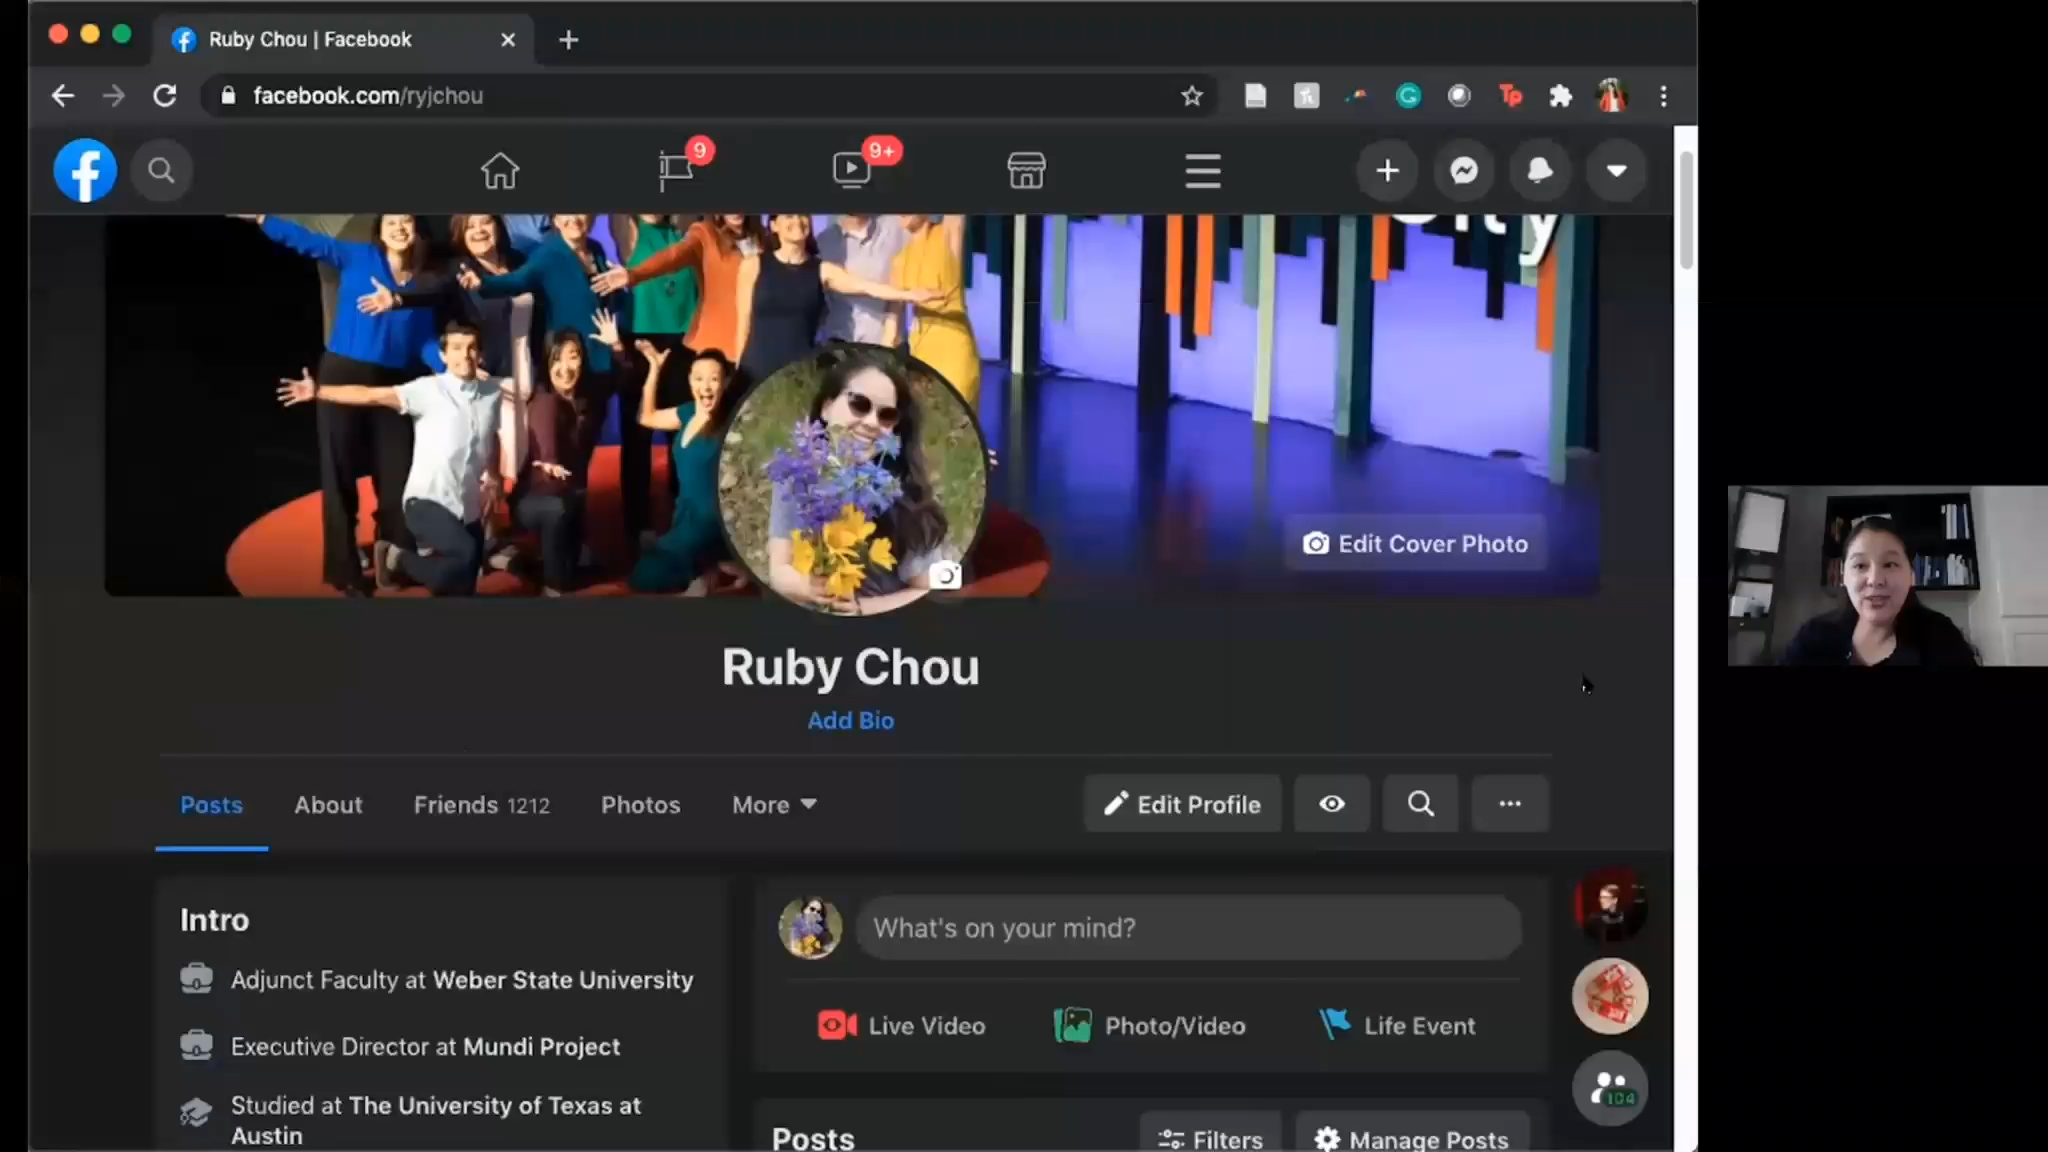 Ruby Chou | Facebook
facebook.com/ryjchou
Tp
9
9+
ity
Edit Cover Photo
Ruby Chou
Add Bio
Posts
About
Friends 1212
Photos
More
Edit Profile
Intro
Adjunct Faculty at Weber State University
Executive Director at Mundi Project
Studied at The University of Texas at
Austin
What's on your mind?
Live Video
Photo/Video
Life Event
Posts
Filters
Manage Posts
104